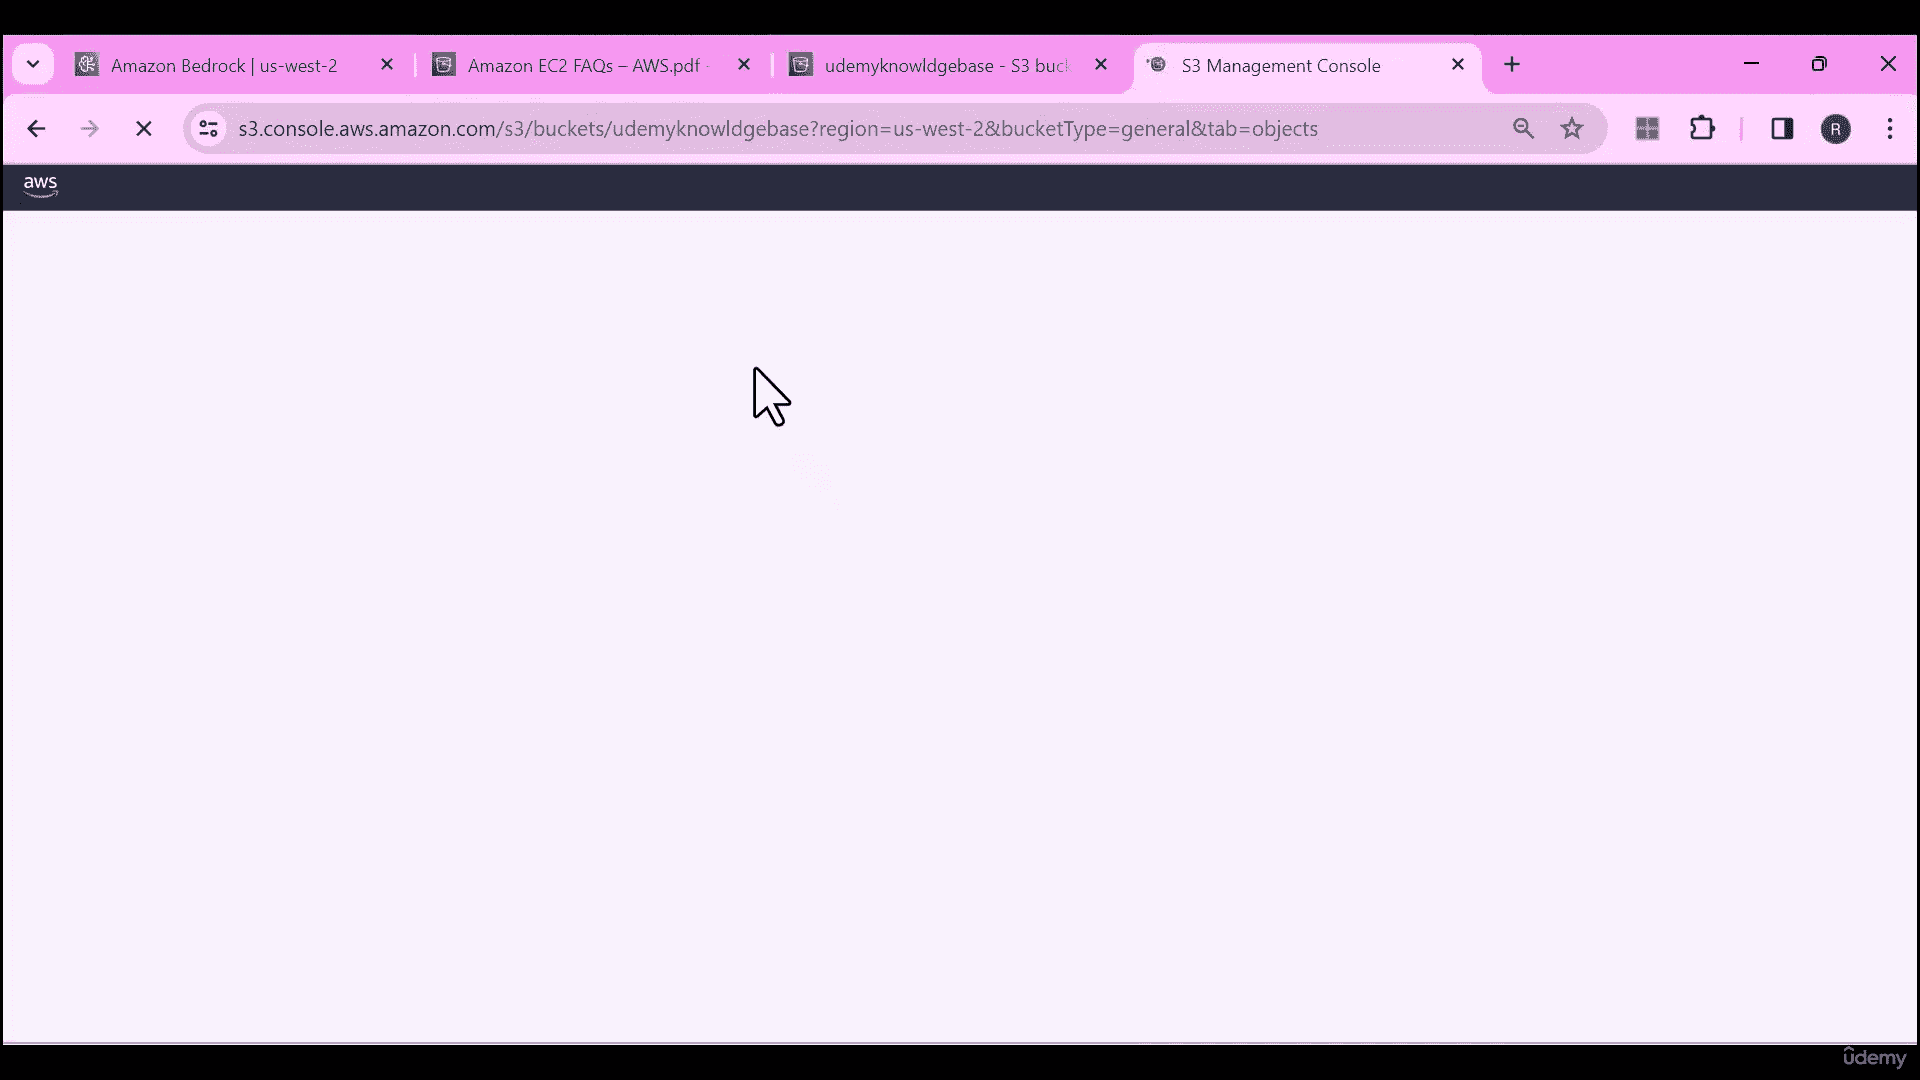 Amazon Bedrock | us-west-2
Amazon EC2 FAQs – AWS.pdf -
udemyknowldgebase - S3 buc
S3 Management Console
s3.console.aws.amazon.com/s3/buckets/udemyknowldgebase?region=us-west-2&bucketType=general&tab=objects
R
aws
ûdemy